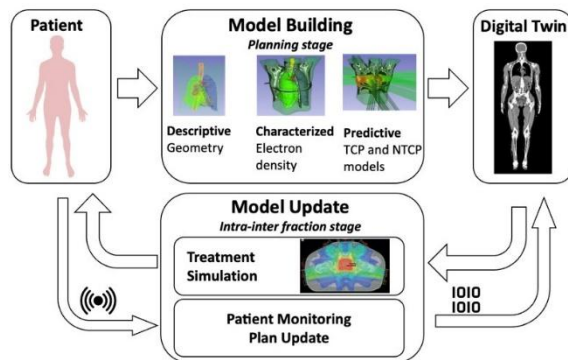 Patient
Model Building
Planning stage
Descriptive
Geometry
Characterized
Electron
density
Predictive
TCP and NTCP
models
Digital Twin
Model Update
Intra-inter fraction stage
Treatment
Simulation
Patient Monitoring
Plan Update
IOIO
IOIO